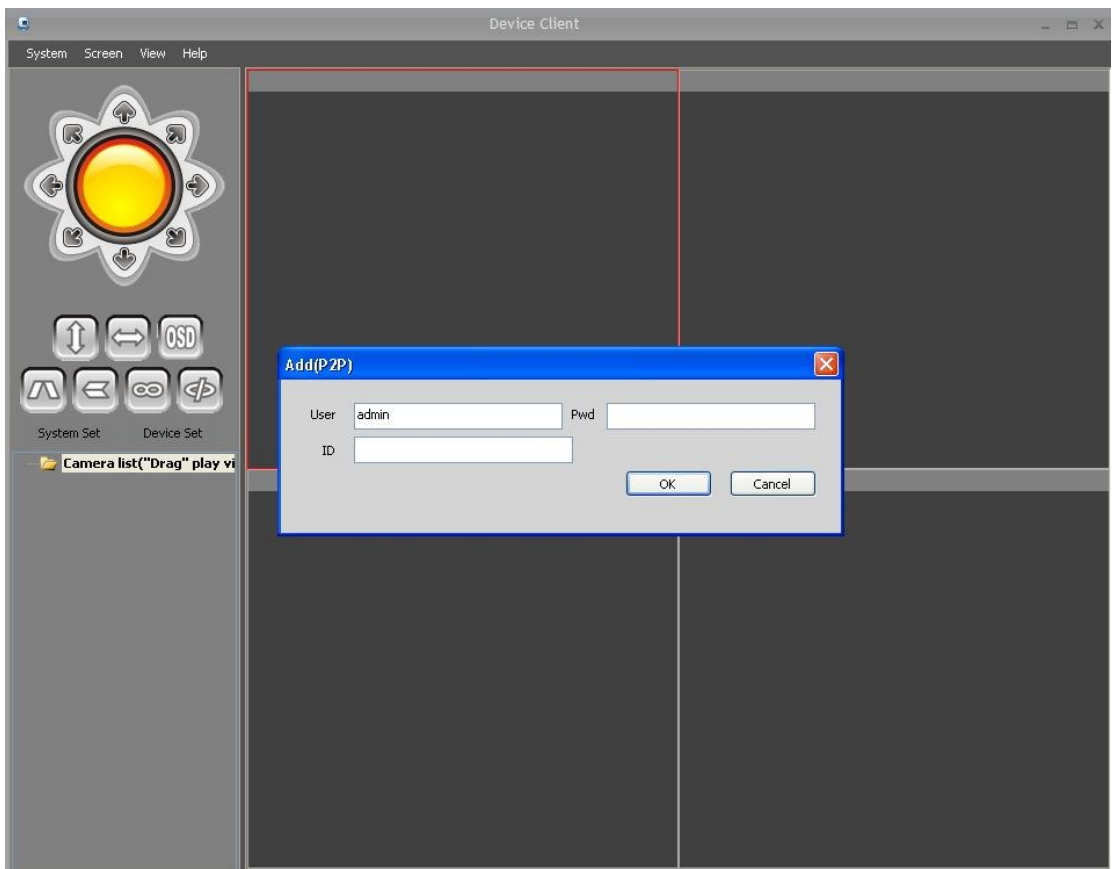 Device Client
System Screen View Help
OSD
System Set Device Set
Camera list("Drag" play vi
Add(P2P)
User admin Pwd
ID
OK Cancel